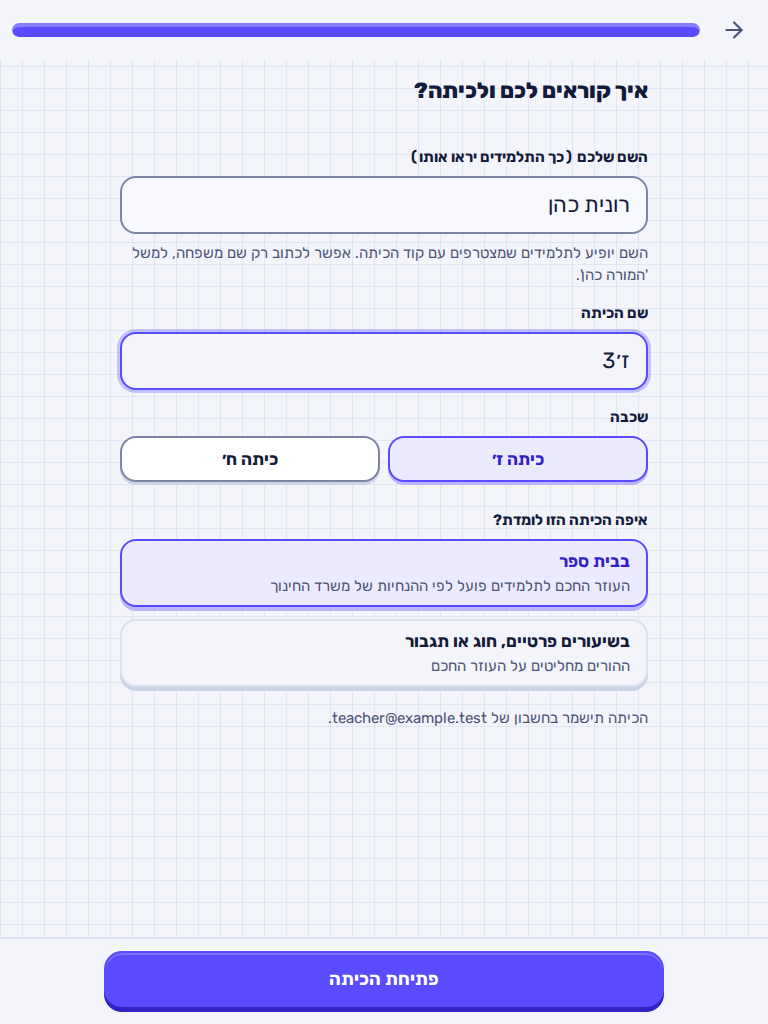 איך קוראים לכם ולכיתה?
השם שלכם (כך התלמידים יראו אותו)
רונית כהן
השם יופיע לתלמידים שמצטרפים עם קוד הכיתה. אפשר לכתוב רק שם משפחה, למשל
'המורה כהן'.
שם הכיתה
ז׳3
שכבה
כיתה ז׳
כיתה ח׳
איפה הכיתה הזו לומדת?
בבית ספר
העוזר החכם לתלמידים פועל לפי ההנחיות של משרד החינוך
בשיעורים פרטיים, חוג או תגבור
ההורים מחליטים על העוזר החכם
הכיתה תישמר בחשבון של teacher@example.test.
פתיחת הכיתה